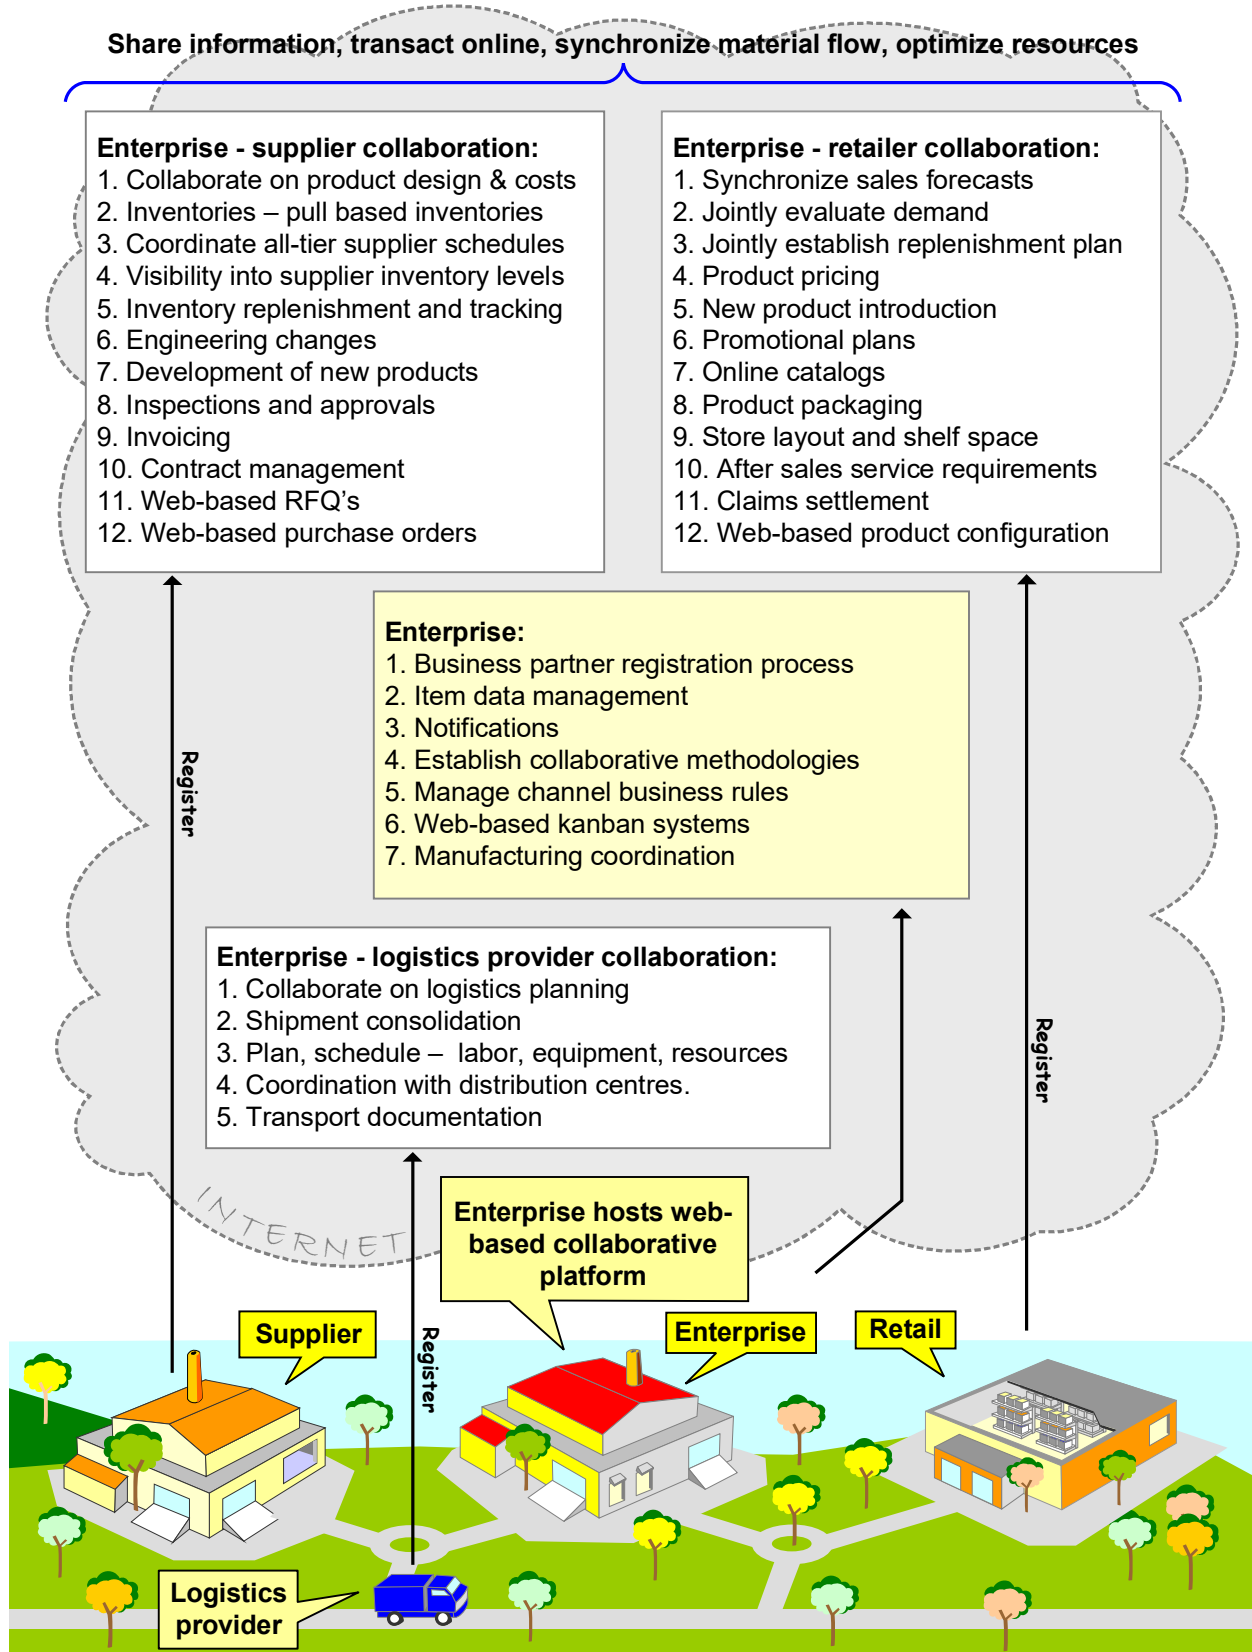 Share information, transact online, synchronize material flow, optimize resources
Enterprise - supplier collaboration:
1. Collaborate on product design & costs
2. Inventories – pull based inventories
3. Coordinate all-tier supplier schedules
4. Visibility into supplier inventory levels
5. Inventory replenishment and tracking
6. Engineering changes
7. Development of new products
8. Inspections and approvals
9. Invoicing
10. Contract management
11. Web-based RFQ's
12. Web-based purchase orders
Enterprise - retailer collaboration:
1. Synchronize sales forecasts
2. Jointly evaluate demand
3. Jointly establish replenishment plan
4. Product pricing
5. New product introduction
6. Promotional plans
7. Online catalogs
8. Product packaging
9. Store layout and shelf space
10. After sales service requirements
11. Claims settlement
12. Web-based product configuration
Enterprise:
1. Business partner registration process
2. Item data management
3. Notifications
4. Establish collaborative methodologies
5. Manage channel business rules
6. Web-based kanban systems
7. Manufacturing coordination
Register
Enterprise - logistics provider collaboration:
1. Collaborate on logistics planning
2. Shipment consolidation
3. Plan, schedule –  labor, equipment, resources
4. Coordination with distribution centres.
5. Transport documentation
Register
INTERNET
Enterprise hosts web-
based collaborative
platform
Supplier
Register
Enterprise
Retail
Logistics
provider